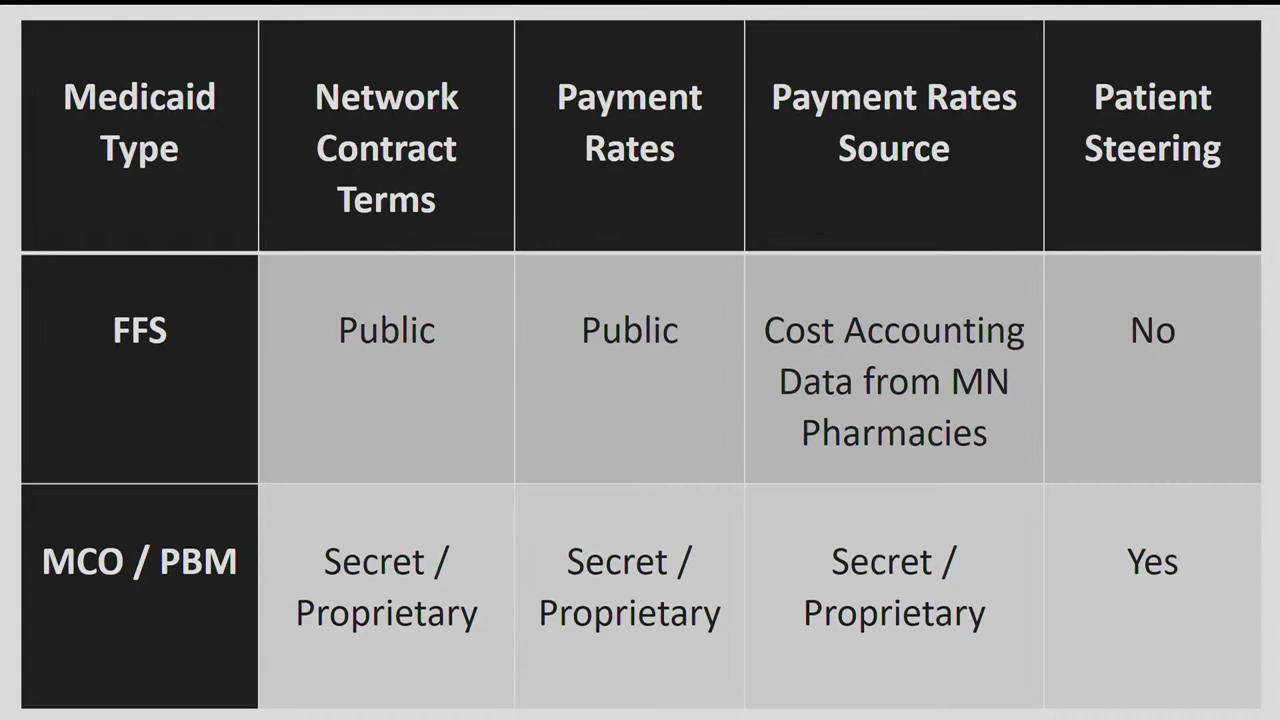 Medicaid Type
Network Contract Terms
Payment Rates
Payment Rates Source
Patient Steering
FFS
Public
Public
Cost Accounting Data from MN Pharmacies
No
MCO / PBM
Secret / Proprietary
Secret / Proprietary
Secret / Proprietary
Yes